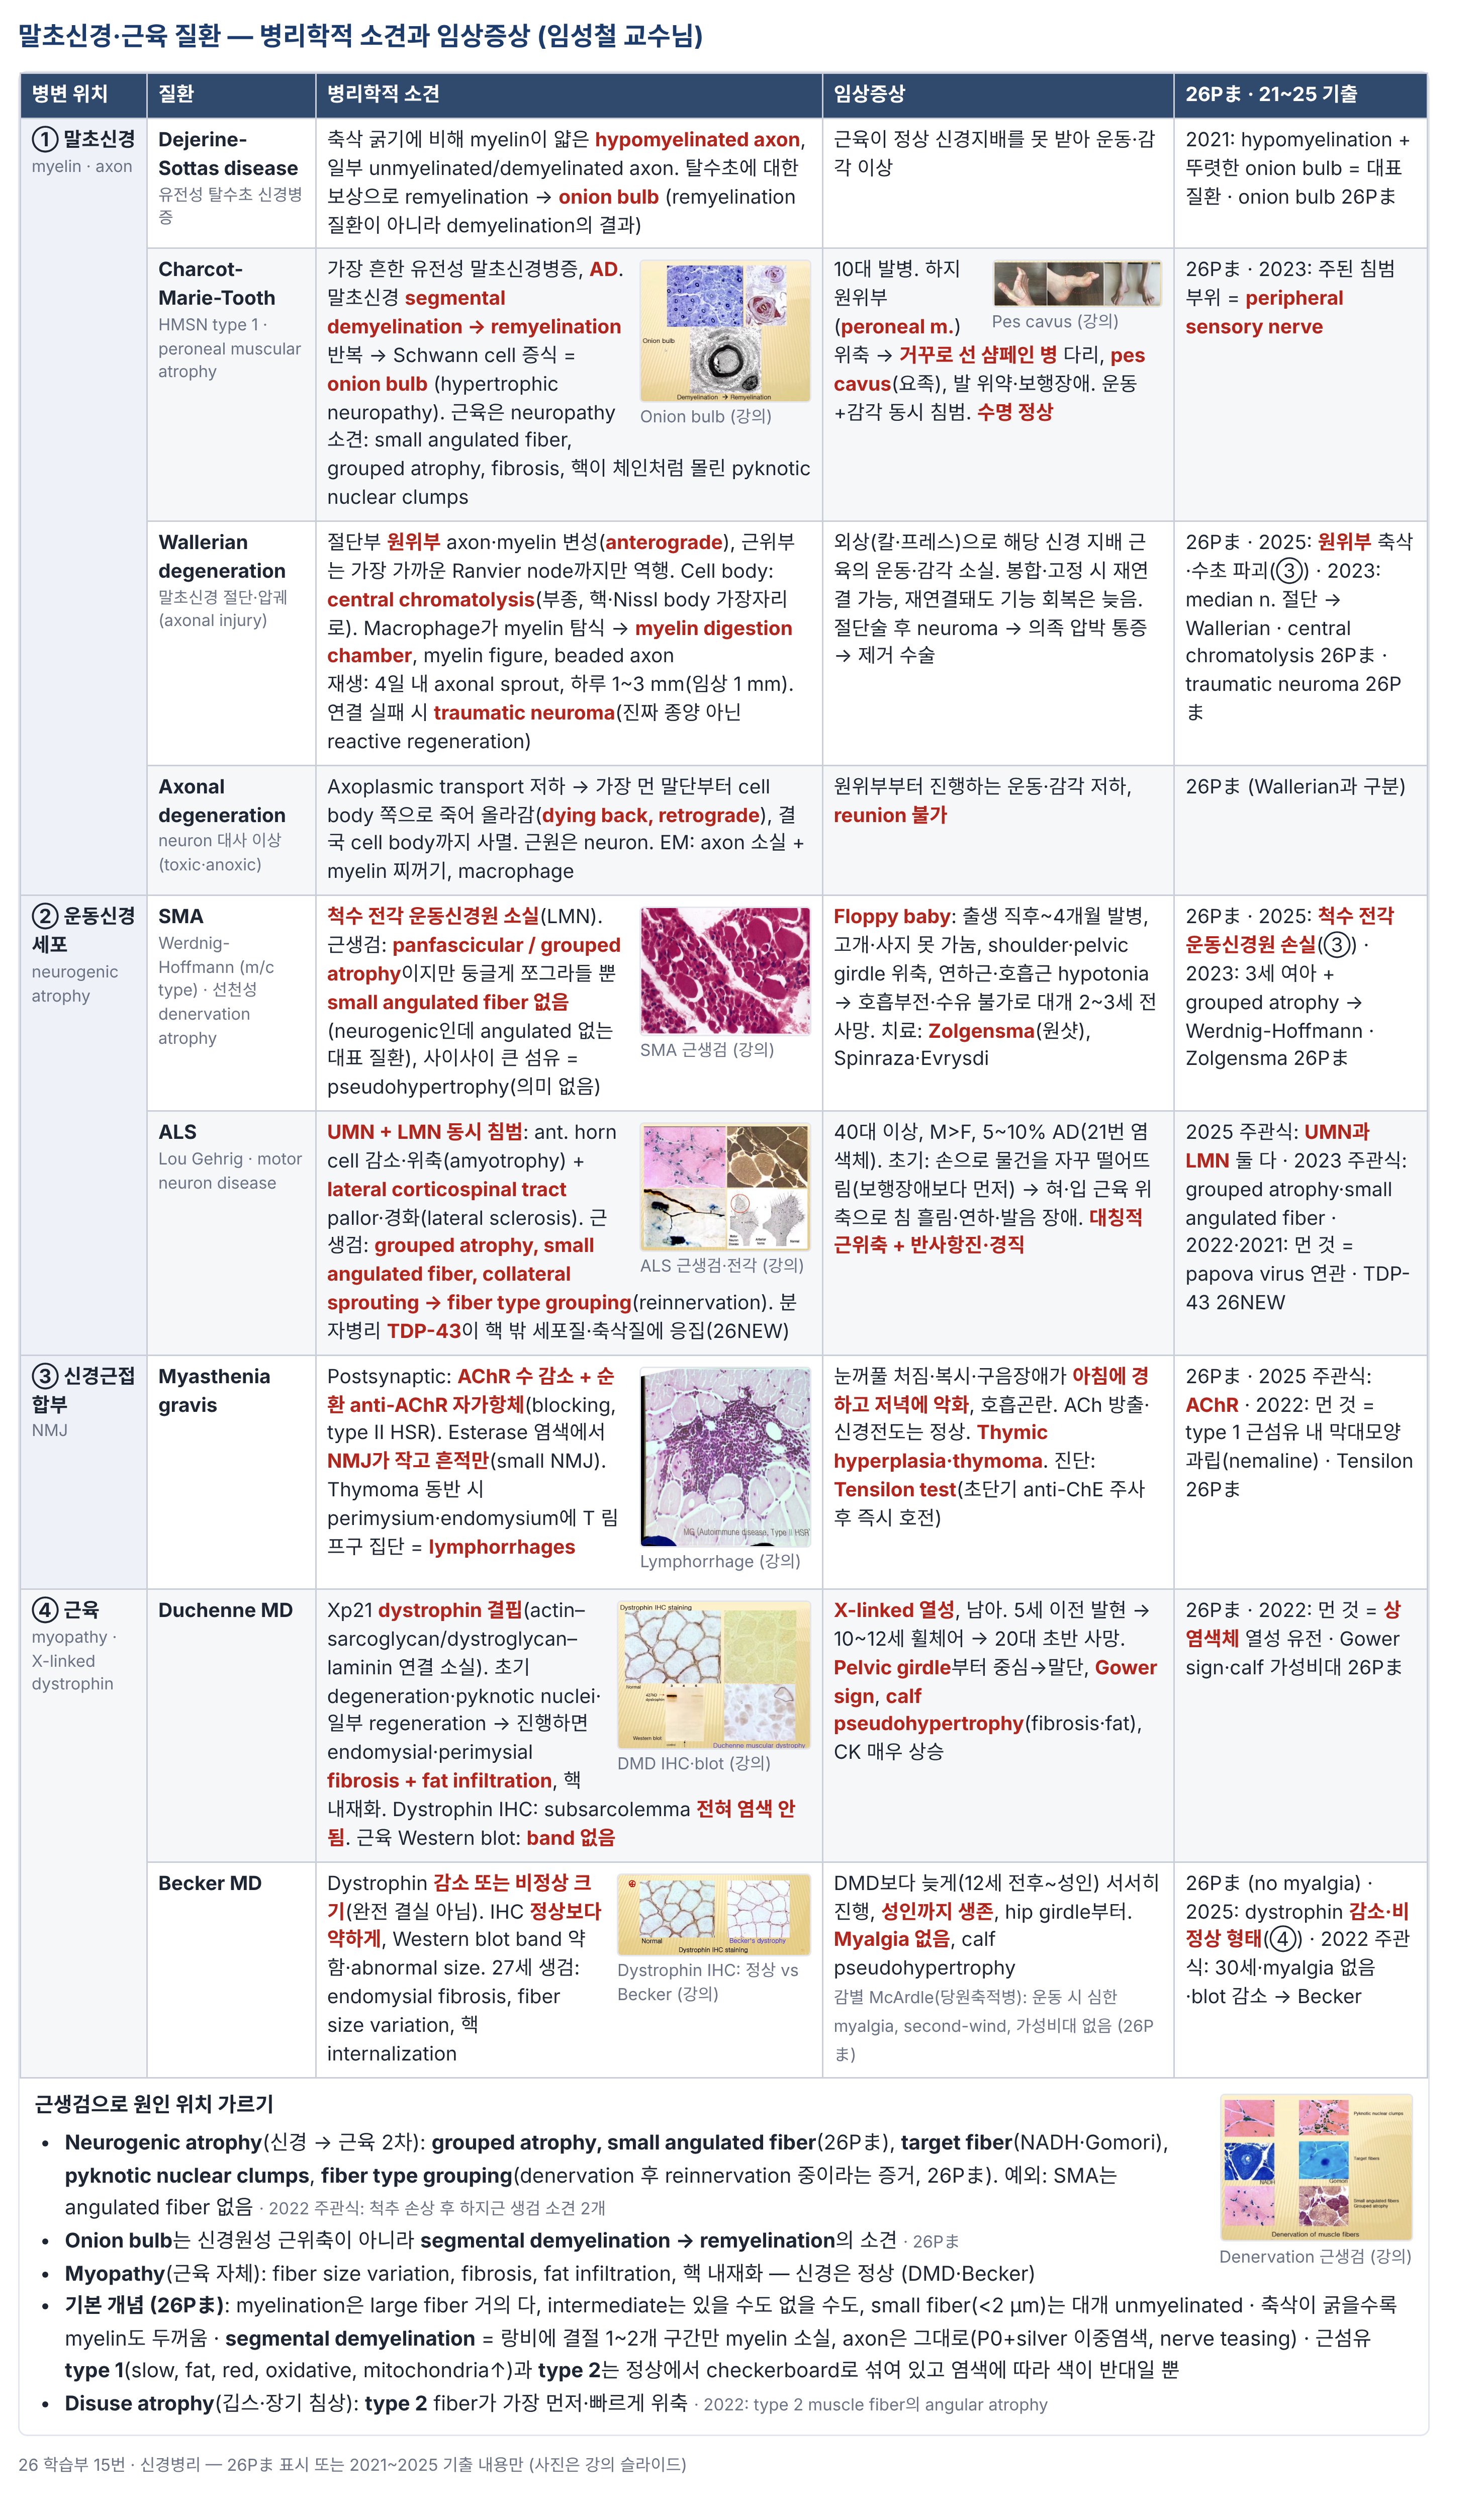 말초신경·근육 질환 — 병리학적 소견과 임상증상 (임성철 교수님)
병변 위치
질환
병리학적 소견
임상증상
26Pま · 21~25 기출
① 말초신경
myelin · axon
Dejerine-
Sottas disease
유전성 탈수초 신경병
증
축삭 굵기에 비해 myelin이 얇은 hypomyelinated axon,
일부 unmyelinated/demyelinated axon. 탈수초에 대한
보상으로 remyelination → onion bulb (remyelination
질환이 아니라 demyelination의 결과)
근육이 정상 신경지배를 못 받아 운동·감
각 이상
2021: hypomyelination +
뚜렷한 onion bulb = 대표
질환 · onion bulb 26Pま
Charcot-
Marie-Tooth
HMSN type 1 ·
peroneal muscular
atrophy
가장 흔한 유전성 말초신경병증, AD.
말초신경 segmental
demyelination → remyelination
반복 → Schwann cell 증식 =
onion bulb (hypertrophic
neuropathy). 근육은 neuropathy
소견: small angulated fiber,
grouped atrophy, fibrosis, 핵이 체인처럼 몰린 pyknotic
nuclear clumps
Onion bulb
Demyelination → Remyelination
Onion bulb (강의)
10대 발병. 하지
원위부
(peroneal m.)
위축 → 거꾸로 선 샴페인 병 다리, pes
cavus(요족), 발 위약·보행장애. 운동
+감각 동시 침범. 수명 정상
Pes cavus (강의)
26Pま · 2023: 주된 침범
부위 = peripheral
sensory nerve
Wallerian
degeneration
말초신경 절단·압궤
(axonal injury)
절단부 원위부 axon·myelin 변성(anterograde), 근위부
는 가장 가까운 Ranvier node까지만 역행. Cell body:
central chromatolysis(부종, 핵·Nissl body 가장자리
로). Macrophage가 myelin 탐식 → myelin digestion
chamber, myelin figure, beaded axon
재생: 4일 내 axonal sprout, 하루 1~3 mm(임상 1 mm).
연결 실패 시 traumatic neuroma(진짜 종양 아닌
reactive regeneration)
외상(칼·프레스)으로 해당 신경 지배 근
육의 운동·감각 소실. 봉합·고정 시 재연
결 가능, 재연결돼도 기능 회복은 늦음.
절단술 후 neuroma → 의족 압박 통증
→ 제거 수술
26Pま · 2025: 원위부 축삭
·수초 파괴(③) · 2023:
median n. 절단 →
Wallerian · central
chromatolysis 26Pま ·
traumatic neuroma 26P
ま
Axonal
degeneration
neuron 대사 이상
(toxic·anoxic)
Axoplasmic transport 저하 → 가장 먼 말단부터 cell
body 쪽으로 죽어 올라감(dying back, retrograde), 결
국 cell body까지 사멸. 근원은 neuron. EM: axon 소실 +
myelin 찌꺼기, macrophage
원위부부터 진행하는 운동·감각 저하,
reunion 불가
26Pま (Wallerian과 구분)
② 운동신경
세포
neurogenic
atrophy
SMA
Werdnig-
Hoffmann (m/c
type) · 선천성
denervation
atrophy
척수 전각 운동신경원 소실(LMN).
근생검: panfascicular / grouped
atrophy이지만 둥글게 쪼그라들 뿐
small angulated fiber 없음
(neurogenic인데 angulated 없는
대표 질환), 사이사이 큰 섬유 =
pseudohypertrophy(의미 없음)
SMA 근생검 (강의)
Floppy baby: 출생 직후~4개월 발병,
고개·사지 못 가눔, shoulder·pelvic
girdle 위축, 연하근·호흡근 hypotonia
→ 호흡부전·수유 불가로 대개 2~3세 전
사망. 치료: Zolgensma(원샷),
Spinraza·Evrysdi
26Pま · 2025: 척수 전각
운동신경원 손실(③) ·
2023: 3세 여아 +
grouped atrophy →
Werdnig-Hoffmann ·
Zolgensma 26Pま
ALS
Lou Gehrig · motor
neuron disease
UMN + LMN 동시 침범: ant. horn
cell 감소·위축(amyotrophy) +
lateral corticospinal tract
pallor·경화(lateral sclerosis). 근
생검: grouped atrophy, small
angulated fiber, collateral
sprouting → fiber type grouping(reinnervation). 분
자병리 TDP-43이 핵 밖 세포질·축삭질에 응집(26NEW)
ALS 근생검·전각 (강의)
40대 이상, M>F, 5~10% AD(21번 염
색체). 초기: 손으로 물건을 자꾸 떨어뜨
림(보행장애보다 먼저) → 혀·입 근육 위
축으로 침 흘림·연하·발음 장애. 대칭적
근위축 + 반사항진·경직
2025 주관식: UMN과
LMN 둘 다 · 2023 주관식:
grouped atrophy·small
angulated fiber ·
2022·2021: 먼 것 =
papova virus 연관 · TDP-
43 26NEW
③ 신경근접
합부
NMJ
Myasthenia
gravis
Postsynaptic: AChR 수 감소 + 순
환 anti-AChR 자가항체(blocking,
type II HSR). Esterase 염색에서
NMJ가 작고 흔적만(small NMJ).
Thymoma 동반 시
perimysium·endomysium에 T 림
프구 집단 = lymphorrhages
MG (Autoimmune disease, Type II HSR
Lymphorrhage (강의)
눈꺼풀 처짐·복시·구음장애가 아침에 경
하고 저녁에 악화, 호흡곤란. ACh 방출·
신경전도는 정상. Thymic
hyperplasia·thymoma. 진단:
Tensilon test(초단기 anti-ChE 주사
후 즉시 호전)
26Pま · 2025 주관식:
AChR · 2022: 먼 것 =
type 1 근섬유 내 막대모양
과립(nemaline) · Tensilon
26Pま
④ 근육
myopathy ·
X-linked
dystrophin
Duchenne MD
Xp21 dystrophin 결핍(actin–
sarcoglycan/dystroglycan–
laminin 연결 소실). 초기
degeneration·pyknotic nuclei·
일부 regeneration → 진행하면
endomysial·perimysial
fibrosis + fat infiltration, 핵
내재화. Dystrophin IHC: subsarcolemma 전혀 염색 안
됨. 근육 Western blot: band 없음
Dystrophin IHC staining
Normal
Western blot
Duchenne muscular dystrophy
DMD IHC·blot (강의)
X-linked 열성, 남아. 5세 이전 발현 →
10~12세 휠체어 → 20대 초반 사망.
Pelvic girdle부터 중심→말단, Gower
sign, calf
pseudohypertrophy(fibrosis·fat),
CK 매우 상승
26Pま · 2022: 먼 것 = 상
염색체 열성 유전 · Gower
sign·calf 가성비대 26Pま
Becker MD
Dystrophin 감소 또는 비정상 크
기(완전 결실 아님). IHC 정상보다
약하게, Western blot band 약
함·abnormal size. 27세 생검:
endomysial fibrosis, fiber
size variation, 핵
internalization
Normal
Becker's dystrophy
Dystrophin IHC staining
Dystrophin IHC: 정상 vs
Becker (강의)
DMD보다 늦게(12세 전후~성인) 서서히
진행, 성인까지 생존, hip girdle부터.
Myalgia 없음, calf
pseudohypertrophy
감별 McArdle(당원축적병): 운동 시 심한
myalgia, second-wind, 가성비대 없음 (26P
ま)
26Pま (no myalgia) ·
2025: dystrophin 감소·비
정상 형태(④) · 2022 주관
식: 30세·myalgia 없음
·blot 감소 → Becker
근생검으로 원인 위치 가르기
• Neurogenic atrophy(신경 → 근육 2차): grouped atrophy, small angulated fiber(26Pま), target fiber(NADH·Gomori),
pyknotic nuclear clumps, fiber type grouping(denervation 후 reinnervation 중이라는 증거, 26Pま). 예외: SMA는
angulated fiber 없음 · 2022 주관식: 척추 손상 후 하지근 생검 소견 2개
• Onion bulb는 신경원성 근위축이 아니라 segmental demyelination → remyelination의 소견 · 26Pま
• Myopathy(근육 자체): fiber size variation, fibrosis, fat infiltration, 핵 내재화 — 신경은 정상 (DMD·Becker)
• 기본 개념 (26Pま): myelination은 large fiber 거의 다, intermediate는 있을 수도 없을 수도, small fiber(<2 μm)는 대개 unmyelinated · 축삭이 굵을수록
myelin도 두꺼움 · segmental demyelination = 랑비에 결절 1~2개 구간만 myelin 소실, axon은 그대로(P0+silver 이중염색, nerve teasing) · 근섬유
type 1(slow, fat, red, oxidative, mitochondria↑)과 type 2는 정상에서 checkerboard로 섞여 있고 염색에 따라 색이 반대일 뿐
• Disuse atrophy(깁스·장기 침상): type 2 fiber가 가장 먼저·빠르게 위축 · 2022: type 2 muscle fiber의 angular atrophy
Pyknotic nuclear clumps
Target fibers
NADH
Gomori
Small angulated fibers
Grouped atrophy
Denervation of muscle fibers
Denervation 근생검 (강의)
26 학습부 15번 · 신경병리 — 26Pま 표시 또는 2021~2025 기출 내용만 (사진은 강의 슬라이드)